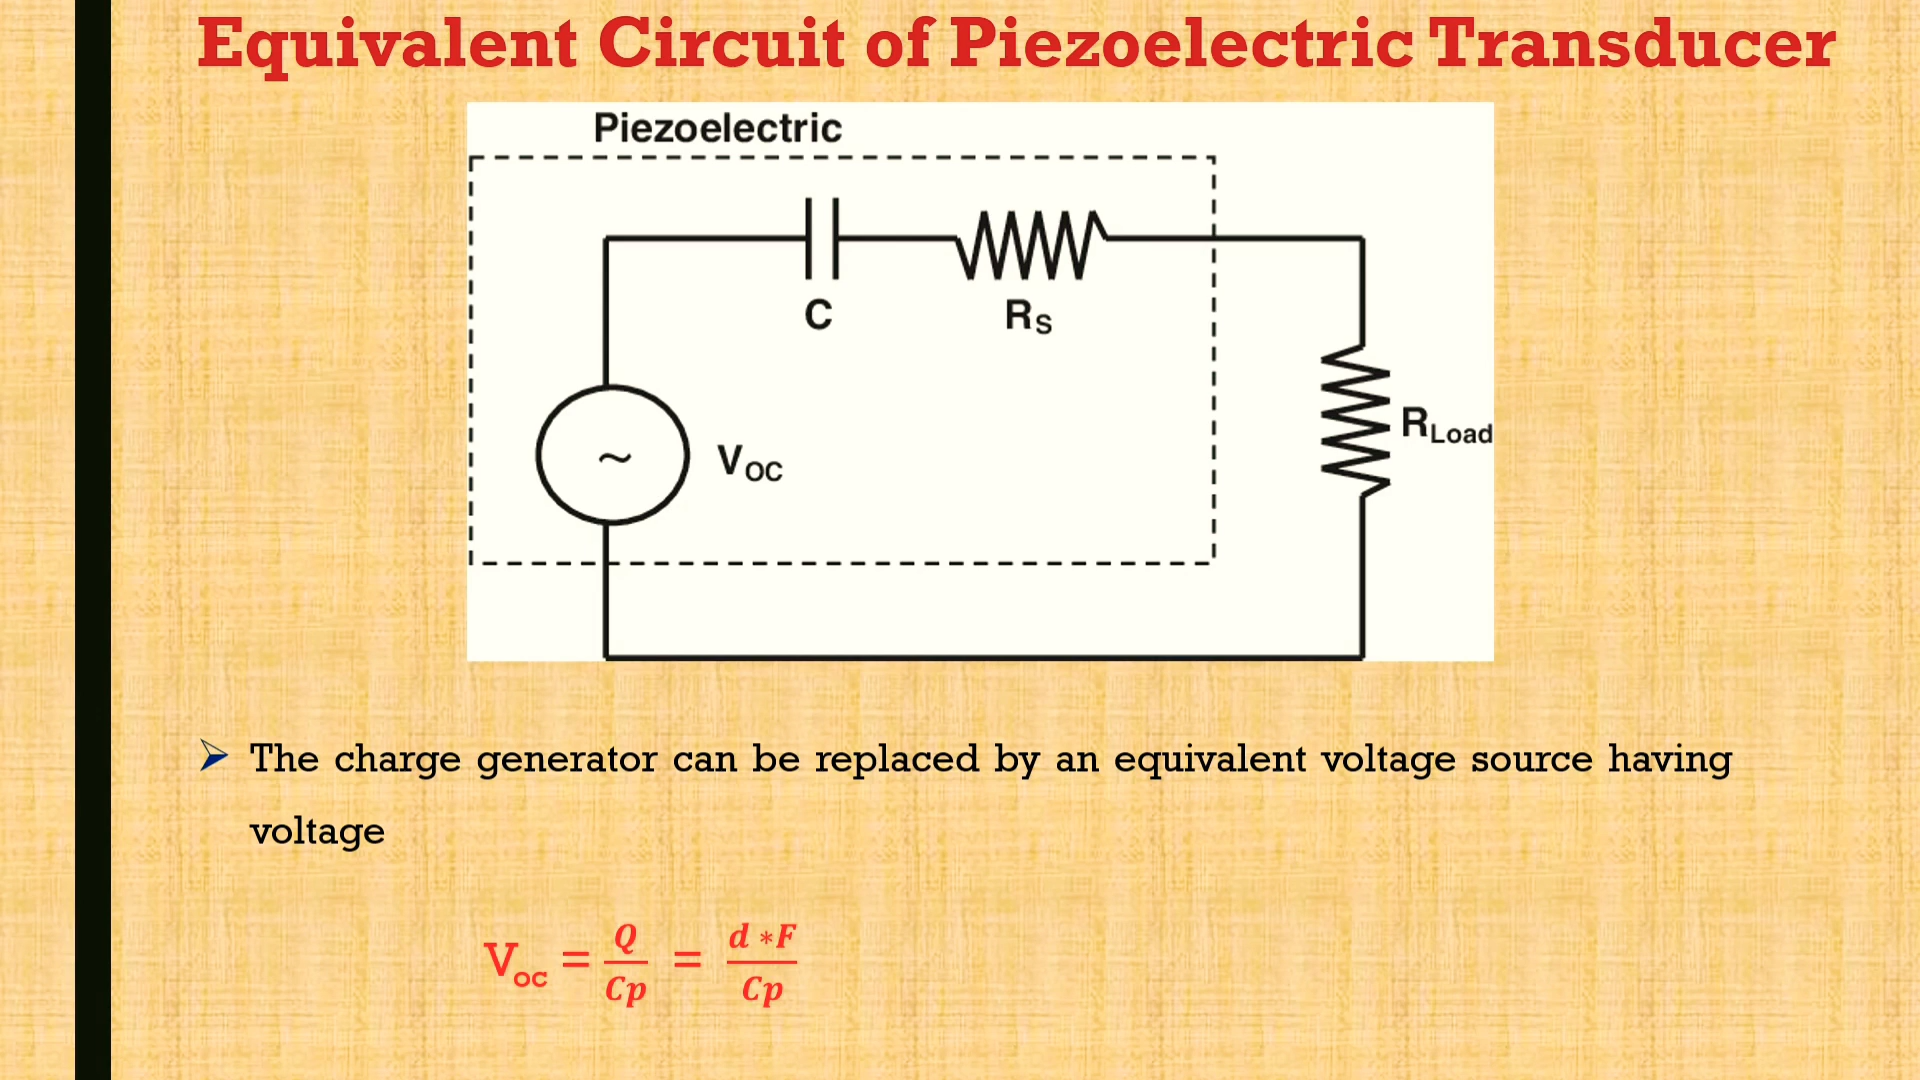 Equivalent Circuit of Piezoelectric Transducer
Piezoelectric
C
RS
RLoad
~
VOC
The charge generator can be replaced by an equivalent voltage source having
voltage
Voc = Q/Cp = d *F/Cp